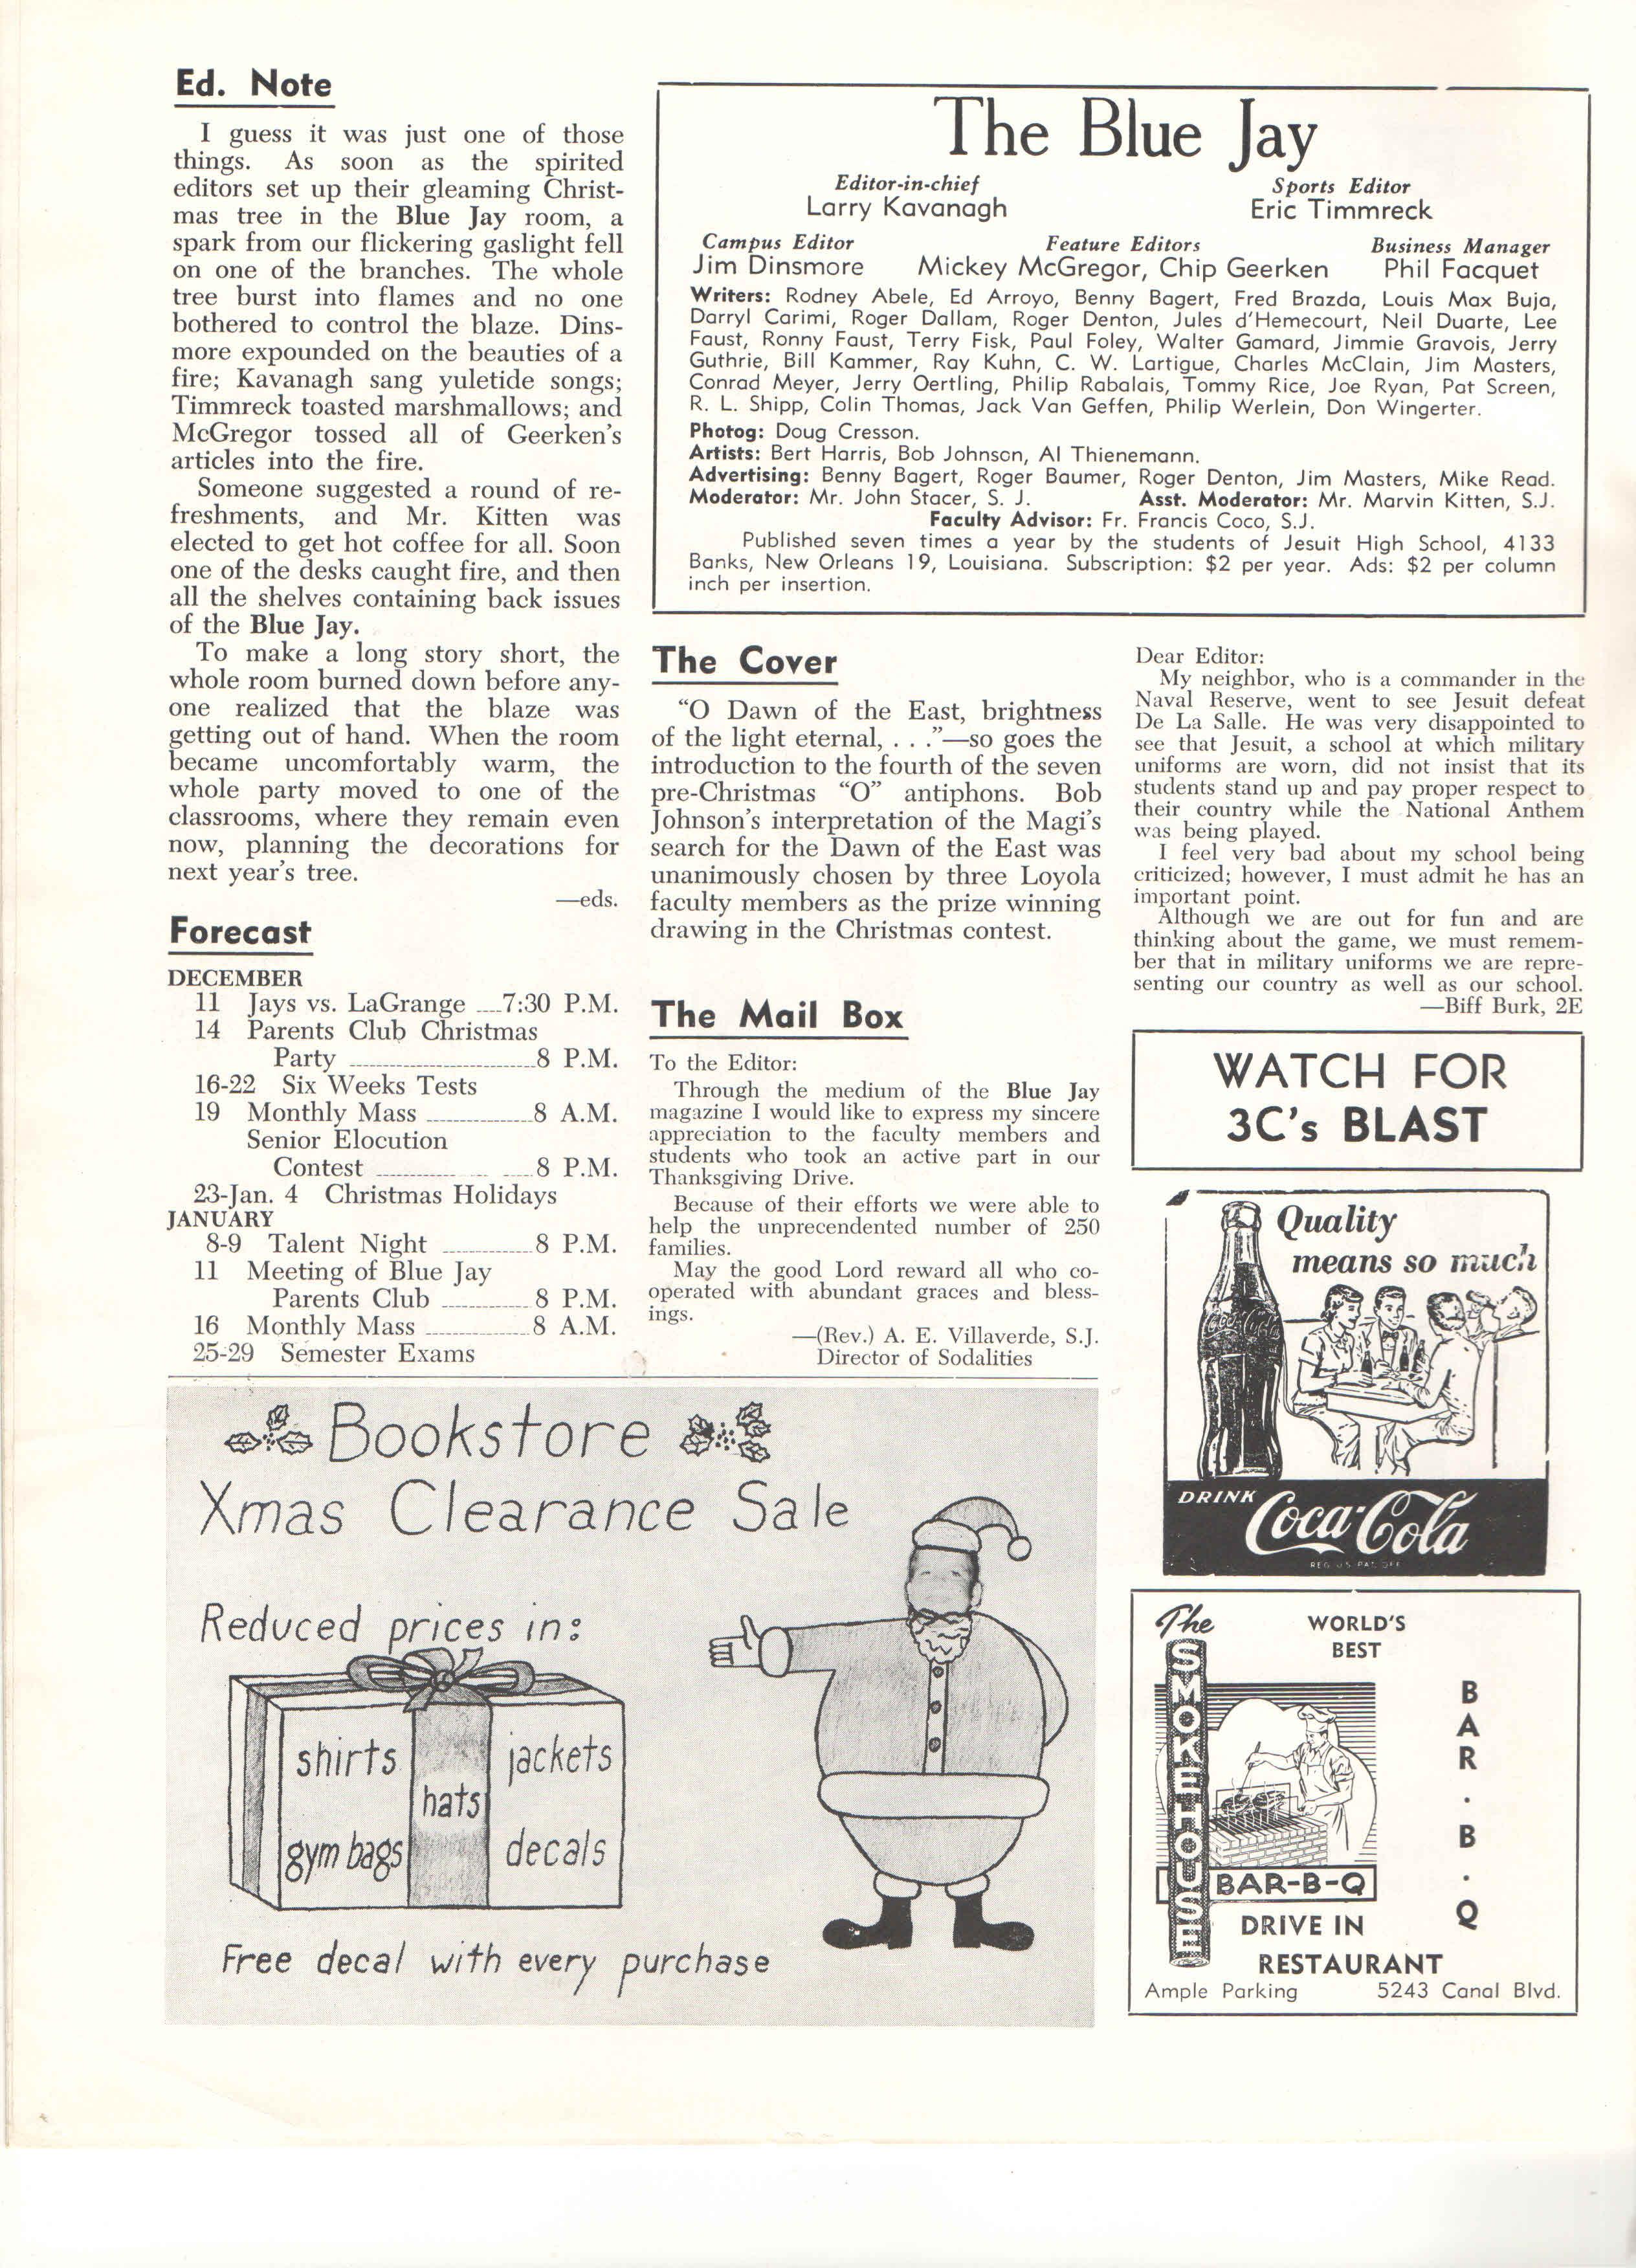 Ed. Note
I guess it was just one of those
things. As soon as the spirited
editors set up their gleaming Christ-
mas tree in the Blue Jay room, a
spark from our flickering gaslight fell
on one of the branches. The whole
tree burst into flames and no one
bothered to control the blaze. Dins-
more expounded on the beauties of a
fire; Kavanagh sang yuletide songs;
Timmreck toasted marshmallows; and
McGregor tossed all of Geerken's
articles into the fire.
Someone suggested a round of re-
freshments, and Mr. Kitten was
elected to get hot coffee for all. Soon
one of the desks caught fire, and then
all the shelves containing back issues
of the Blue Jay.
To make a long story short, the
whole room burned down before any-
one realized that the blaze was
getting out of hand. When the room
became uncomfortably warm, the
whole party moved to one of the
classrooms, where they remain even
now, planning the decorations for
next year's tree.
—eds.
Forecast
DECEMBER
11 Jays vs. LaGrange ....7:30 P.M.
14 Parents Club Christmas
Party ..........................8 P.M.
16-22 Six Weeks Tests
19 Monthly Mass ...............8 A.M.
Senior Elocution
Contest ......................8 P.M.
23-Jan. 4 Christmas Holidays
JANUARY
8-9 Talent Night .............8 P.M.
11 Meeting of Blue Jay
Parents Club .............8 P.M.
16 Monthly Mass ...............8 A.M.
25-29 Semester Exams
The Blue Jay
Editor-in-chief Sports Editor
Larry Kavanagh Eric Timmreck
Campus Editor Feature Editors Business Manager
Jim Dinsmore Mickey McGregor, Chip Geerken Phil Facquet
Writers: Rodney Abele, Ed Arroyo, Benny Bagert, Fred Brazda, Louis Max Buja,
Darryl Carimi, Roger Dallam, Roger Denton, Jules d'Hemecourt, Neil Duarte, Lee
Faust, Ronny Faust, Terry Fisk, Paul Foley, Walter Gamard, Jimmie Gravois, Jerry
Guthrie, Bill Kammer, Ray Kuhn, C. W. Lartigue, Charles McClain, Jim Masters,
Conrad Meyer, Jerry Oertling, Philip Rabalais, Tommy Rice, Joe Ryan, Pat Screen,
R. L. Shipp, Colin Thomas, Jack Van Geffen, Philip Werlein, Don Wingerter.
Photog: Doug Cresson.
Artists: Bert Harris, Bob Johnson, Al Thienemann.
Advertising: Benny Bagert, Roger Baumer, Roger Denton, Jim Masters, Mike Read.
Moderator: Mr. John Stacer, S. J. Asst. Moderator: Mr. Marvin Kitten, S.J.
Faculty Advisor: Fr. Francis Coco, S.J.
Published seven times a year by the students of Jesuit High School, 4133
Banks, New Orleans 19, Louisiana. Subscription: $2 per year. Ads: $2 per column
inch per insertion.
The Cover
"O Dawn of the East, brightness
of the light eternal, . . ."—so goes the
introduction to the fourth of the seven
pre-Christmas "O" antiphons. Bob
Johnson's interpretation of the Magi's
search for the Dawn of the East was
unanimously chosen by three Loyola
faculty members as the prize winning
drawing in the Christmas contest.
The Mail Box
To the Editor:
Through the medium of the Blue Jay
magazine I would like to express my sincere
appreciation to the faculty members and
students who took an active part in our
Thanksgiving Drive.
Because of their efforts we were able to
help the unprecendented number of 250
families.
May the good Lord reward all who co-
operated with abundant graces and bless-
ings.
—(Rev.) A. E. Villaverde, S.J.
Director of Sodalities
Dear Editor:
My neighbor, who is a commander in the
Naval Reserve, went to see Jesuit defeat
De La Salle. He was very disappointed to
see that Jesuit, a school at which military
uniforms are worn, did not insist that its
students stand up and pay proper respect to
their country while the National Anthem
was being played.
I feel very bad about my school being
criticized; however, I must admit he has an
important point.
Although we are out for fun and are
thinking about the game, we must remem-
ber that in military uniforms we are repre-
senting our country as well as our school.
—Biff Burk, 2E
WATCH FOR
3C's BLAST
Quality
means so much
Coca-Cola
DRINK
Coca-Cola
REG. U.S. PAT. OFF.
Bookstore
Xmas Clearance Sale
Reduced prices in:
shirts jackets
hats
gym bags decals
Free decal with every purchase
The
SMOKEHOUSE
WORLD'S
BEST
BAR·B·Q
BAR-B-Q
DRIVE IN
RESTAURANT
Ample Parking 5243 Canal Blvd.